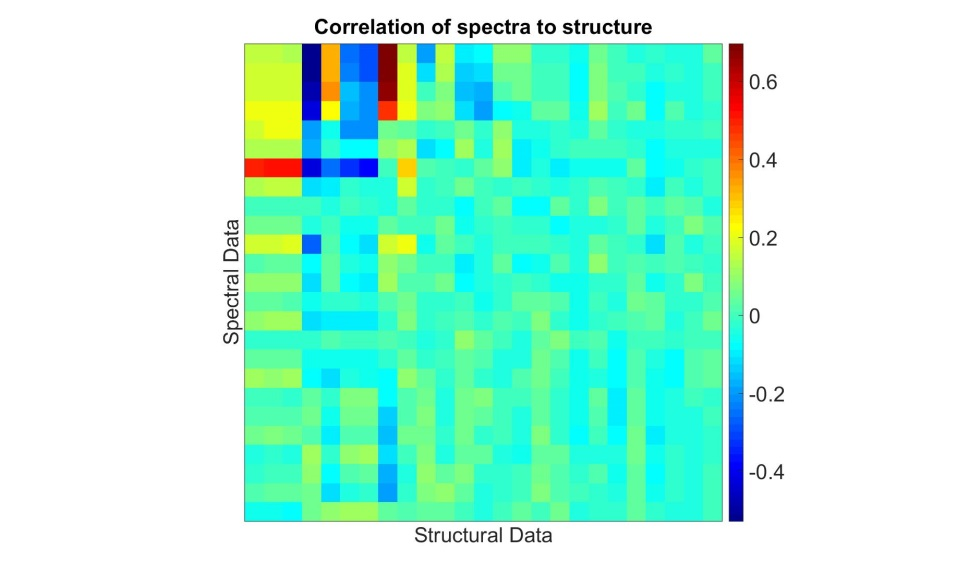 Correlation of spectra to structure
Spectral Data
Structural Data
0.6
0.4
0.2
0
-0.2
-0.4